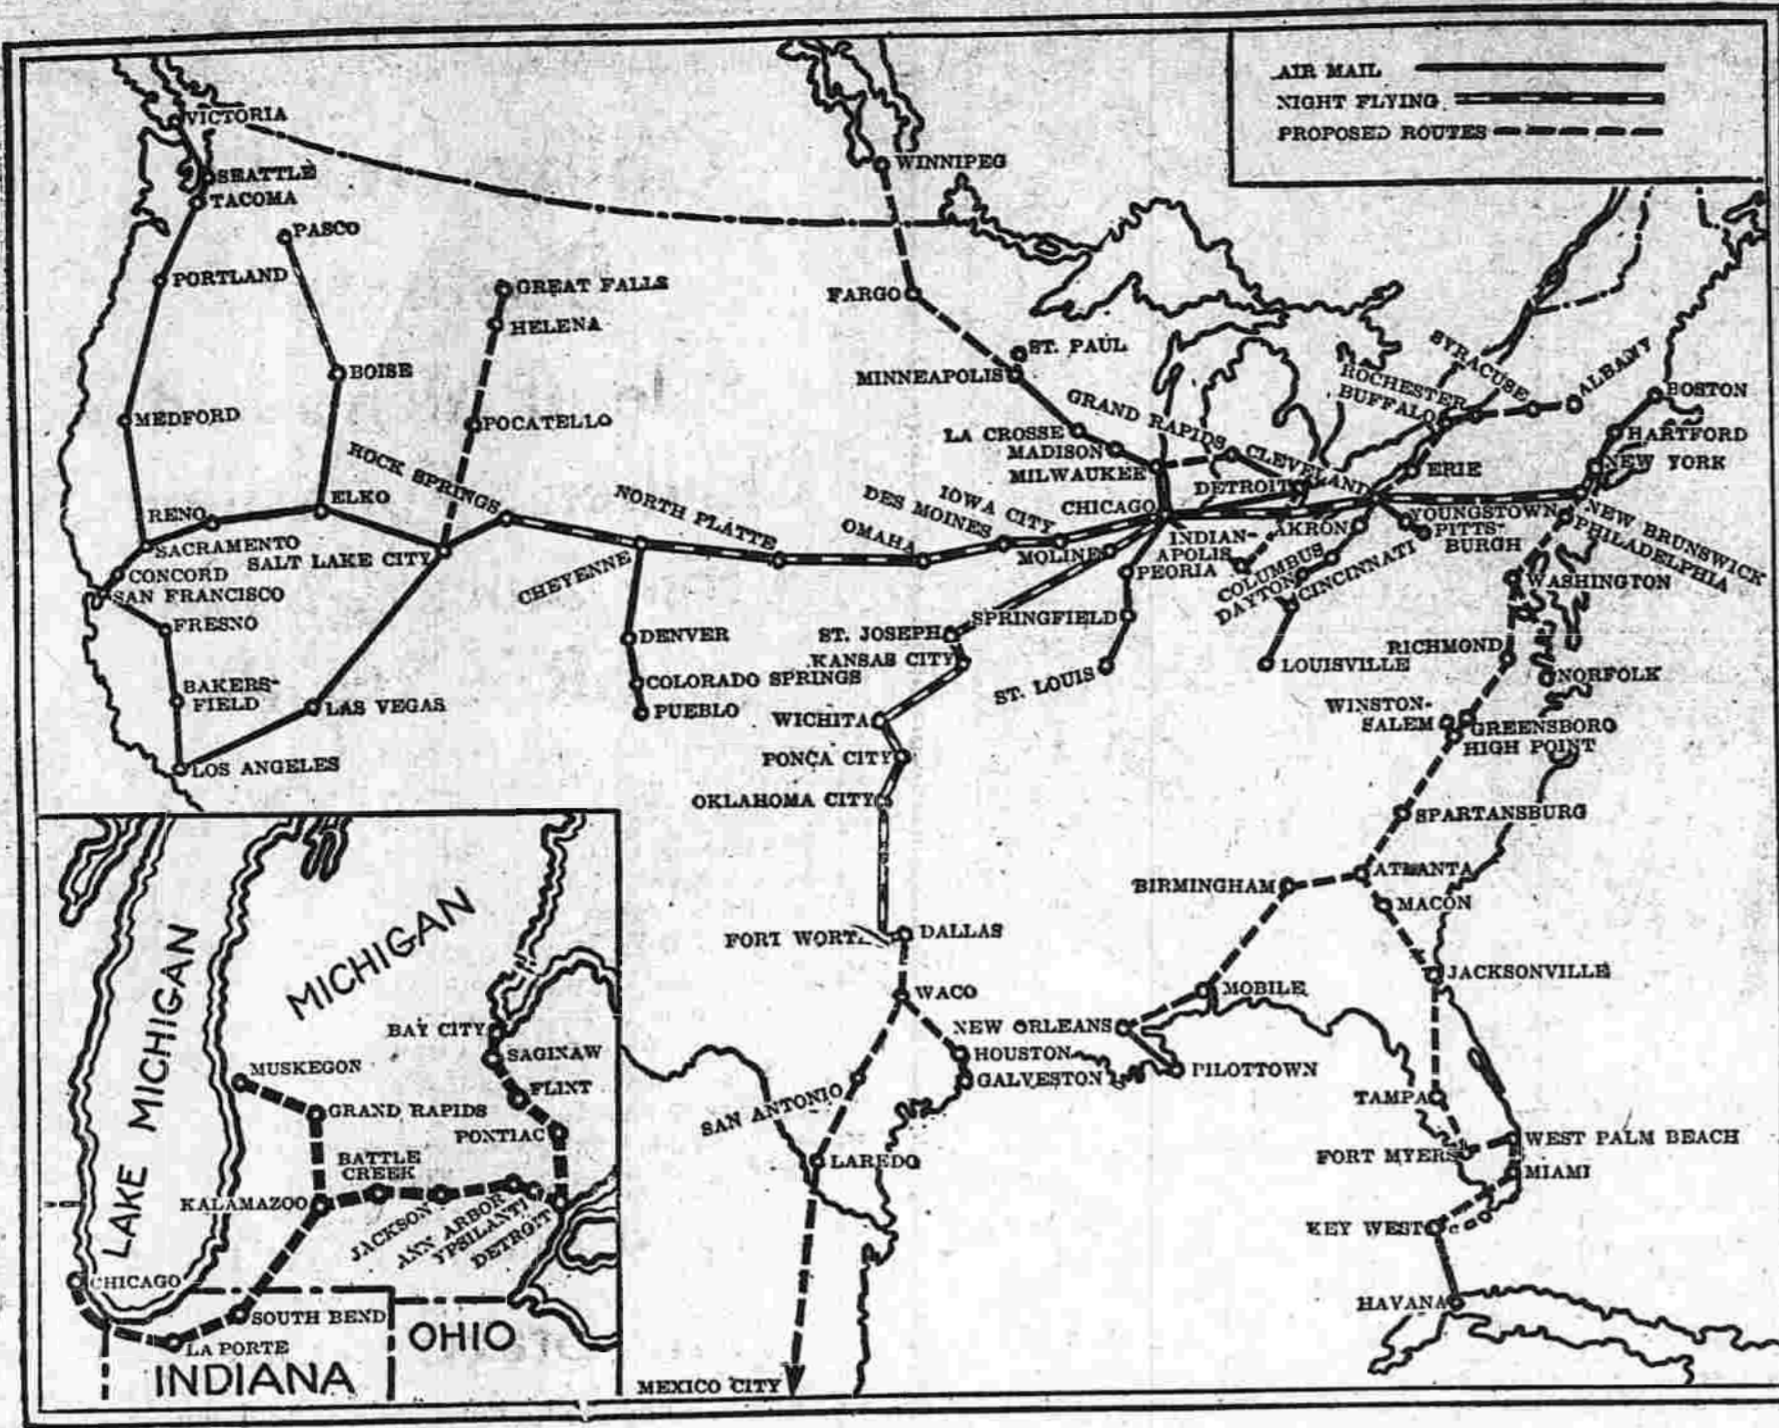 AIR MAIL
NIGHT FLYING
PROPOSED ROUTES
VICTORIA
SEATTLE
TACOMA
PASCO
PORTLAND
MEDFORD
BOISE
GREAT FALLS
HELENA
POCATELLO
ROCK SPRINGS
ELKO
RENO
SACRAMENTO
SALT LAKE CITY
CONCORD
SAN FRANCISCO
FRESNO
BAKERS-
FIELD
LAS VEGAS
LOS ANGELES
WINNIPEG
FARGO
ST. PAUL
MINNEAPOLIS
LA CROSSE
MADISON
MILWAUKEE
GRAND RAPIDS
CHICAGO
NORTH PLATTE
CHEYENNE
OMAHA
DES MOINES
IOWA CITY
MOLINE
DENVER
COLORADO SPRINGS
PUEBLO
ST. JOSEPH
KANSAS CITY
WICHITA
PONCA CITY
OKLAHOMA CITY
FORT WORTH
DALLAS
WACO
SAN ANTONIO
LAREDO
MEXICO CITY
HOUSTON
GALVESTON
PEORIA
SPRINGFIELD
ST. LOUIS
INDIAN-
APOLIS
DETROIT
CLEVELAND
AKRON
COLUMBUS
DAYTON
CINCINNATI
LOUISVILLE
YOUNGSTOWN
PITTS-
BURGH
ERIE
BUFFALO
ROCHESTER
SYRACUSE
ALBANY
BOSTON
HARTFORD
NEW YORK
NEW BRUNSWICK
PHILADELPHIA
WASHINGTON
RICHMOND
NORFOLK
WINSTON-
SALEM
GREENSBORO
HIGH POINT
SPARTANSBURG
ATLANTA
BIRMINGHAM
MACON
JACKSONVILLE
MOBILE
NEW ORLEANS
PILOTTOWN
TAMPA
FORT MYERS
WEST PALM BEACH
MIAMI
KEY WEST
HAVANA
LAKE MICHIGAN
MICHIGAN
BAY CITY
SAGINAW
FLINT
PONTIAC
MUSKEGON
GRAND RAPIDS
BATTLE
CREEK
KALAMAZOO
JACKSON
ANN ARBOR
YPSILANTI
DETROIT
CHICAGO
SOUTH BEND
LA PORTE
INDIANA
OHIO